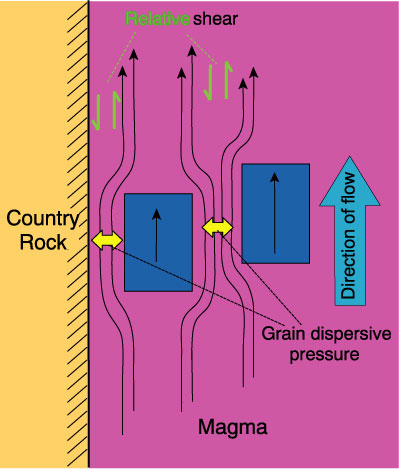 Relative shear
Country
Rock
Direction of flow
Grain dispersive
pressure
Magma